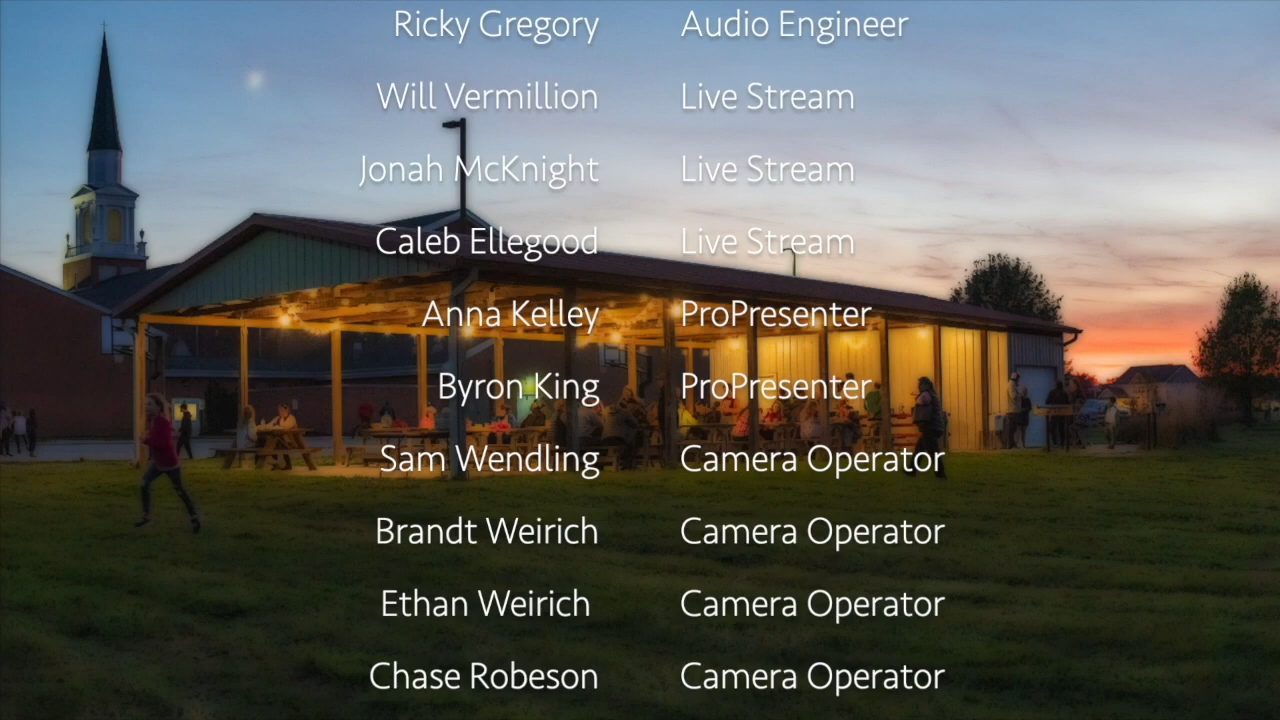 Ricky Gregory Audio Engineer
Will Vermillion Live Stream
Jonah McKnight Live Stream
Caleb Ellegood Live Stream
Anna Kelley ProPresenter
Byron King ProPresenter
Sam Wendling Camera Operator
Brandt Weirich Camera Operator
Ethan Weirich Camera Operator
Chase Robeson Camera Operator